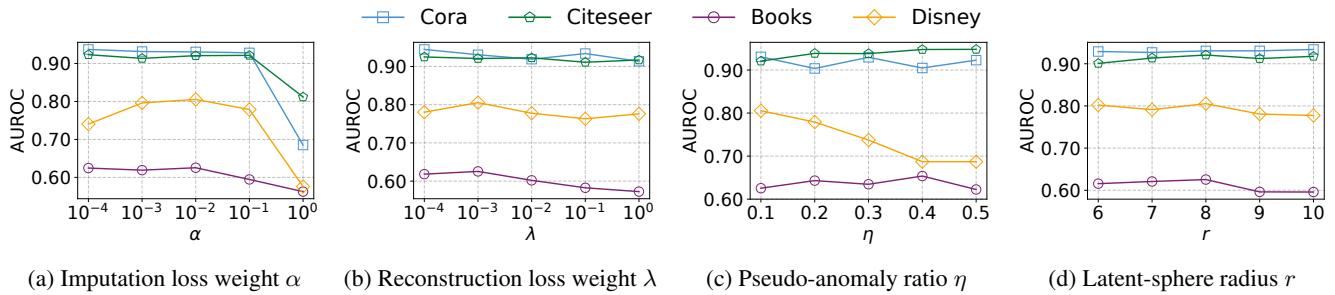 Cora Citeseer Books Disney
AUROC
0.90
0.80
0.70
0.60
10⁻⁴ 10⁻³ 10⁻² 10⁻¹ 10⁰
α
(a) Imputation loss weight α
AUROC
0.90
0.80
0.70
0.60
10⁻⁴ 10⁻³ 10⁻² 10⁻¹ 10⁰
λ
(b) Reconstruction loss weight λ
AUROC
0.90
0.80
0.70
0.60
0.1 0.2 0.3 0.4 0.5
η
(c) Pseudo-anomaly ratio η
AUROC
0.90
0.80
0.70
0.60
6 7 8 9 10
r
(d) Latent-sphere radius r